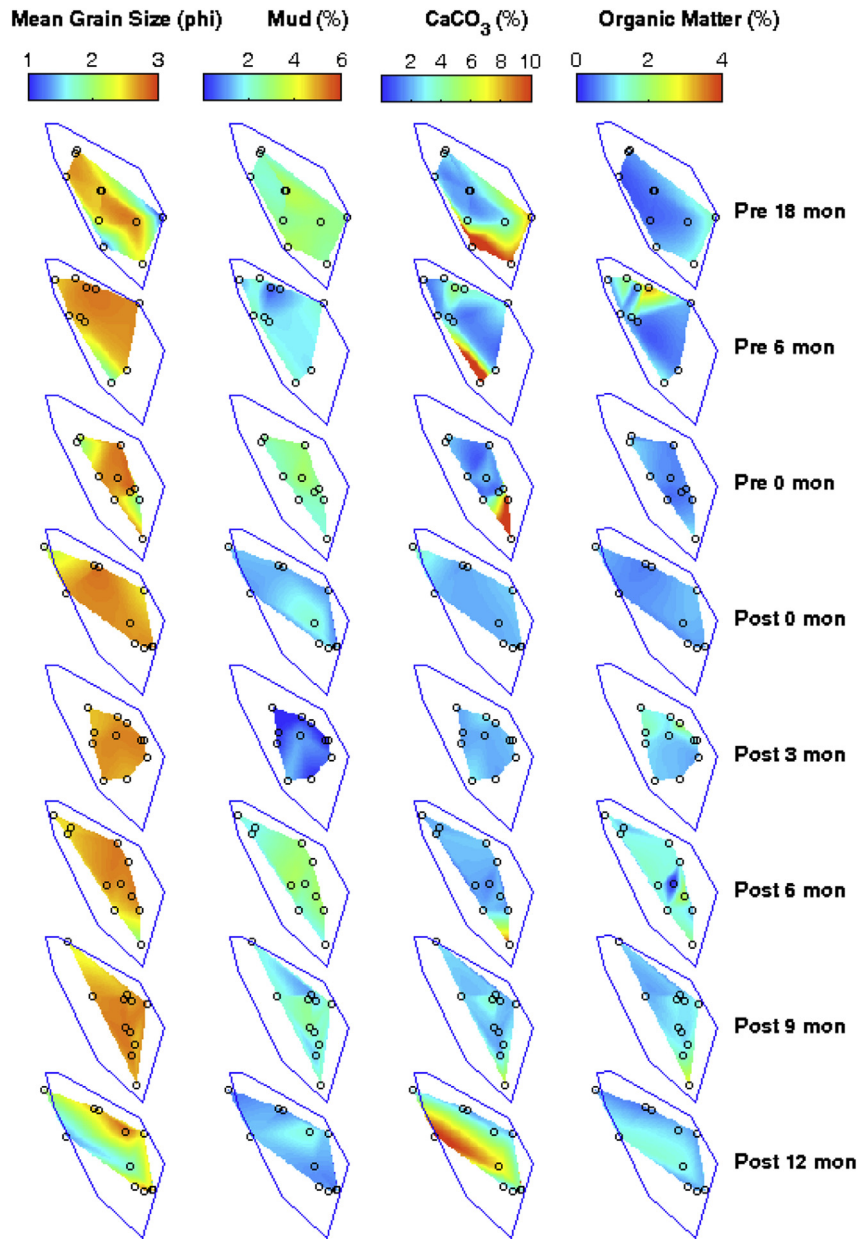 Mean Grain Size (phi) Mud (%) CaCO3 (%) Organic Matter (%)
1 2 3 2 4 6 2 4 6 8 10 0 2 4
Pre 18 mon
Pre 6 mon
Pre 0 mon
Post 0 mon
Post 3 mon
Post 6 mon
Post 9 mon
Post 12 mon